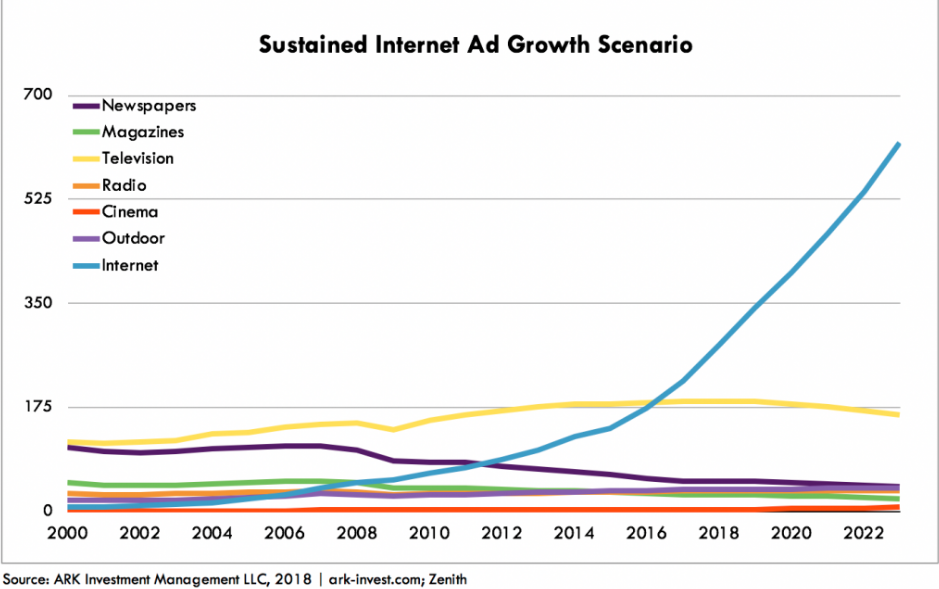 Sustained Internet Ad Growth Scenario
700
Newspapers
Magazines
Television
Radio
525
Cinema
Outdoor
Internet
350
175
0
2000 2002 2004 2006 2008 2010 2012 2014 2016 2018 2020 2022
Source: ARK Investment Management LLC, 2018 | ark-invest.com; Zenith